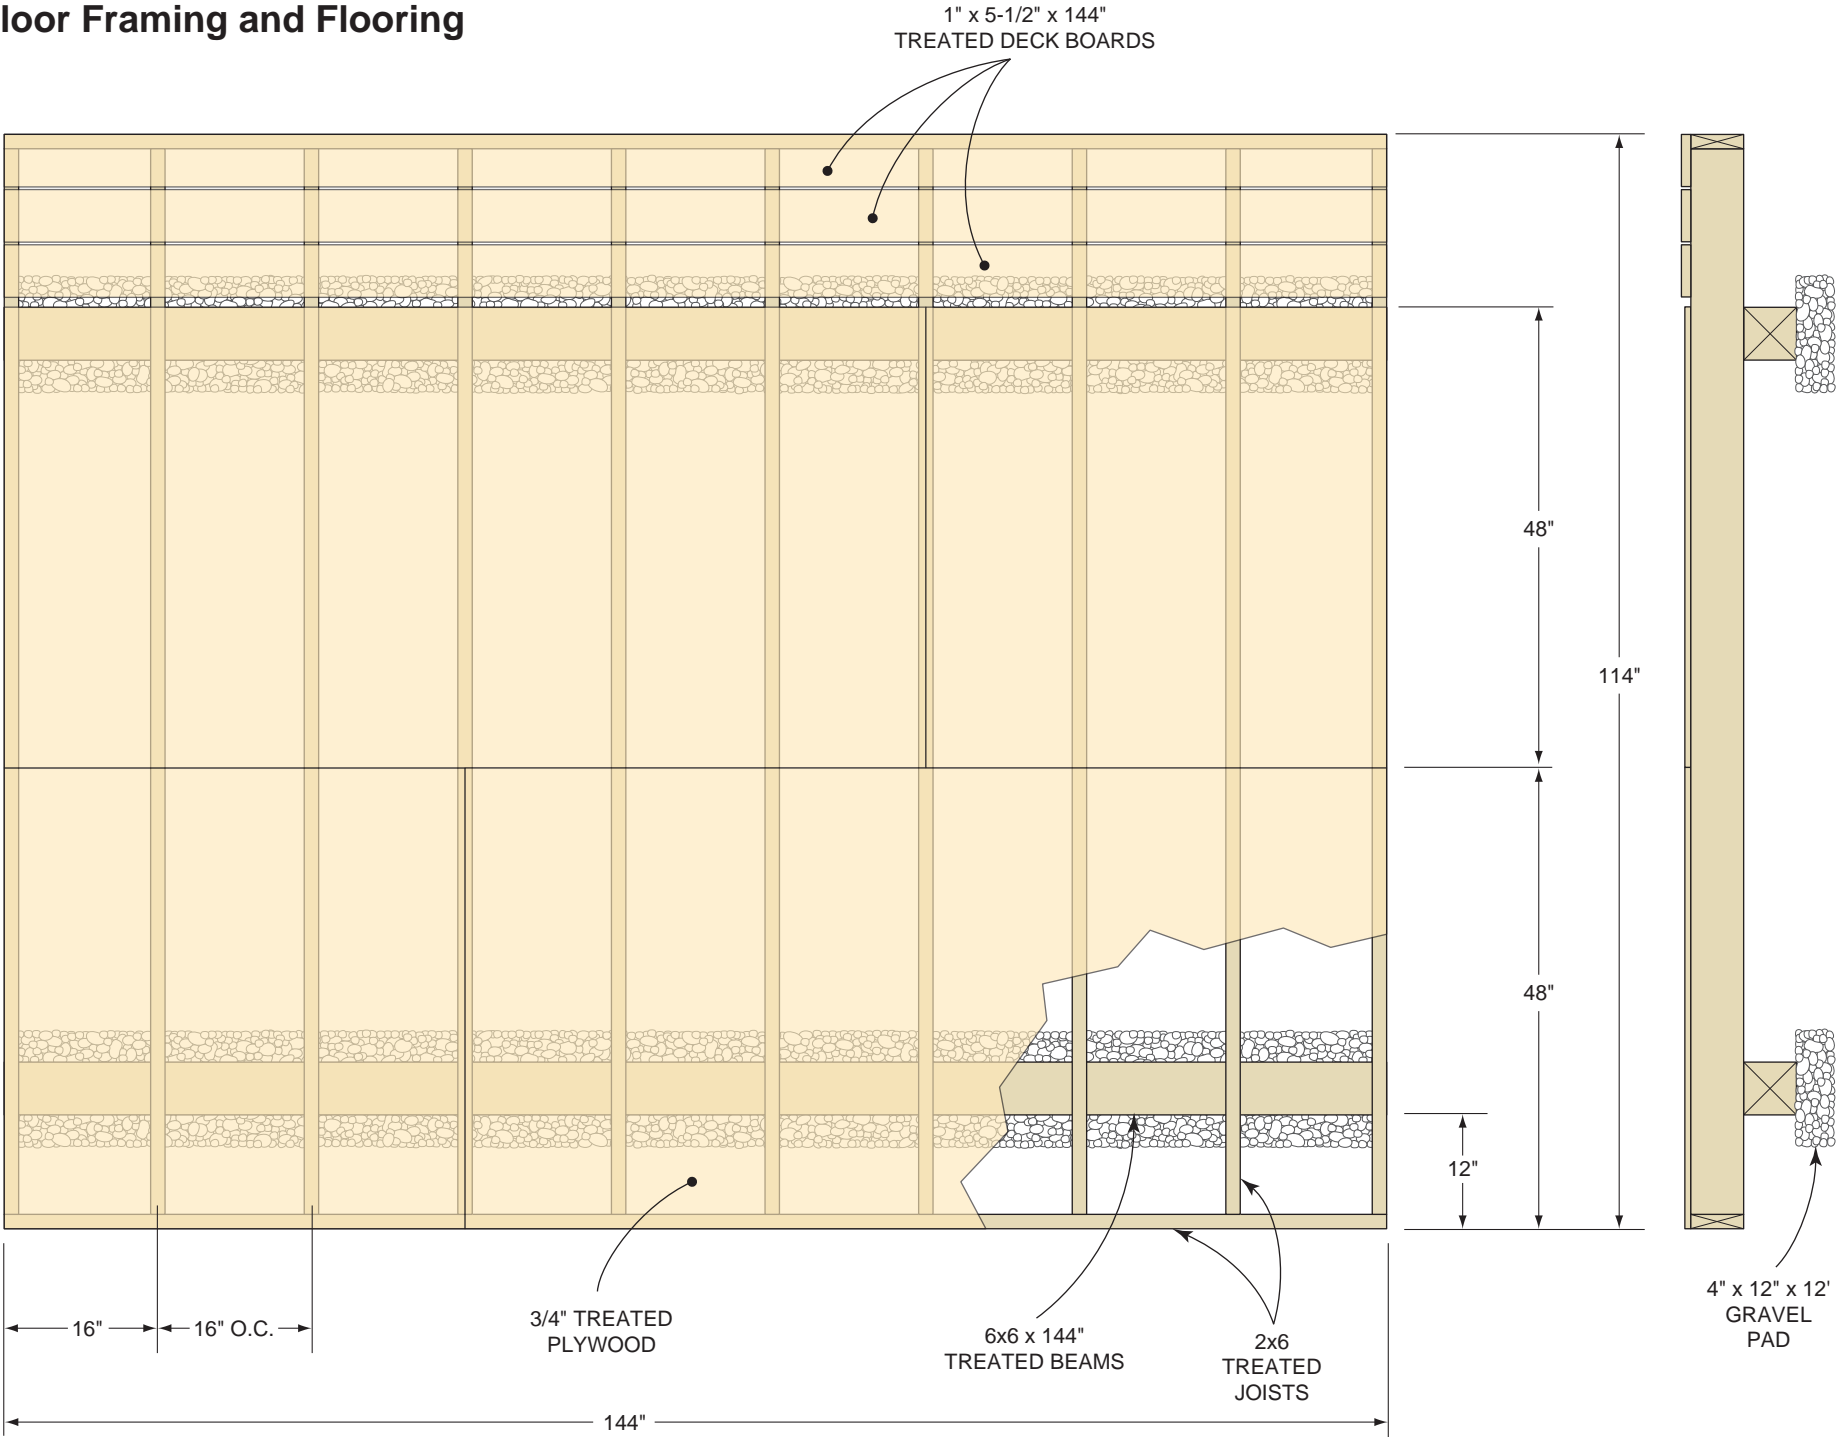 loor Framing and Flooring
1" x 5-1/2" x 144"
TREATED DECK BOARDS
48"
114"
48"
12"
16"
16" O.C.
3/4" TREATED
PLYWOOD
6x6 x 144"
TREATED BEAMS
2x6
TREATED
JOISTS
4" x 12" x 12'
GRAVEL
PAD
144"